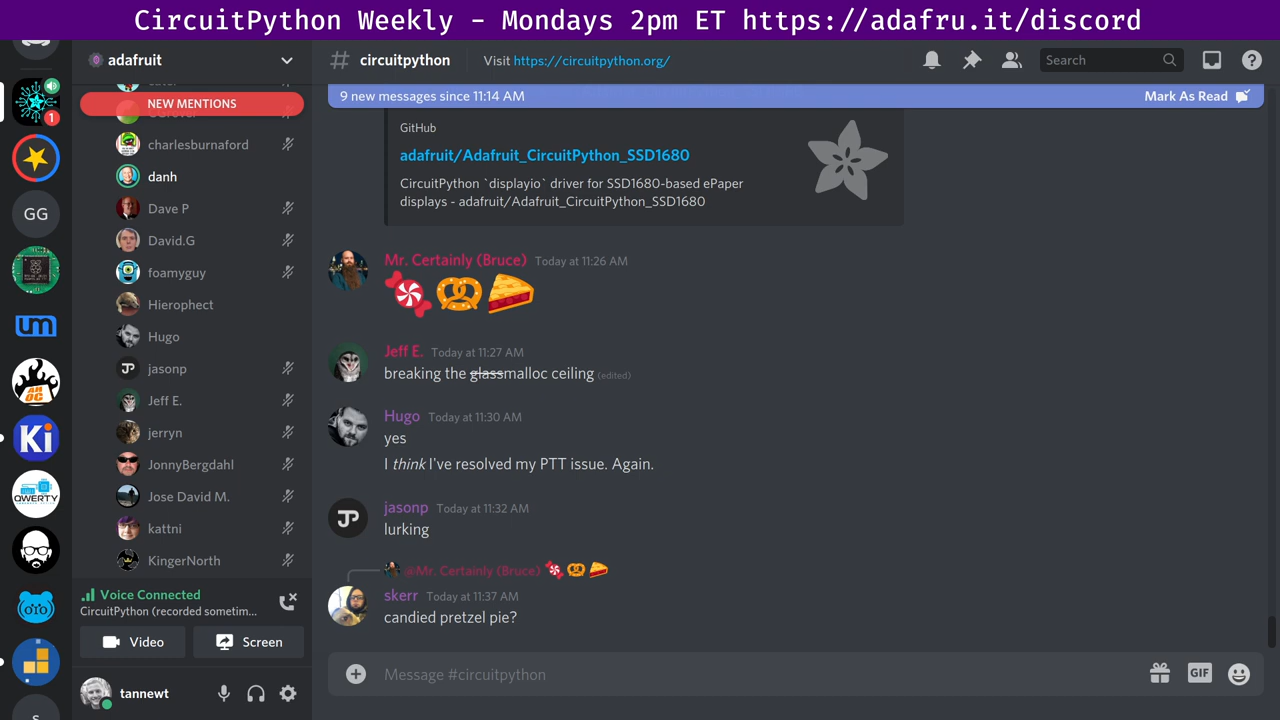 CircuitPython Weekly - Mondays 2pm ET https://adafru.it/discord
adafruit
NEW MENTIONS
1
GG
charlesburnaford
danh
Dave P
David.G
foamyguy
Hierophect
Hugo
jasonp
Jeff E.
jerryn
JonnyBergdahl
Jose David M.
kattni
KingerNorth
um
AHOC
Ki
QWERTY
Voice Connected
CircuitPython (recorded sometim...
Video
Screen
tannewt
# circuitpython
Visit https://circuitpython.org/
Search
9 new messages since 11:14 AM
Mark As Read
GitHub
adafruit/Adafruit_CircuitPython_SSD1680
CircuitPython `displayio` driver for SSD1680-based ePaper
displays - adafruit/Adafruit_CircuitPython_SSD1680
Mr. Certainly (Bruce) Today at 11:26 AM
Jeff E. Today at 11:27 AM
breaking the glassmalloc ceiling (edited)
Hugo Today at 11:30 AM
yes
I think I've resolved my PTT issue. Again.
JP
jasonp Today at 11:32 AM
lurking
@Mr. Certainly (Bruce)
skerr Today at 11:37 AM
candied pretzel pie?
Message #circuitpython
GIF